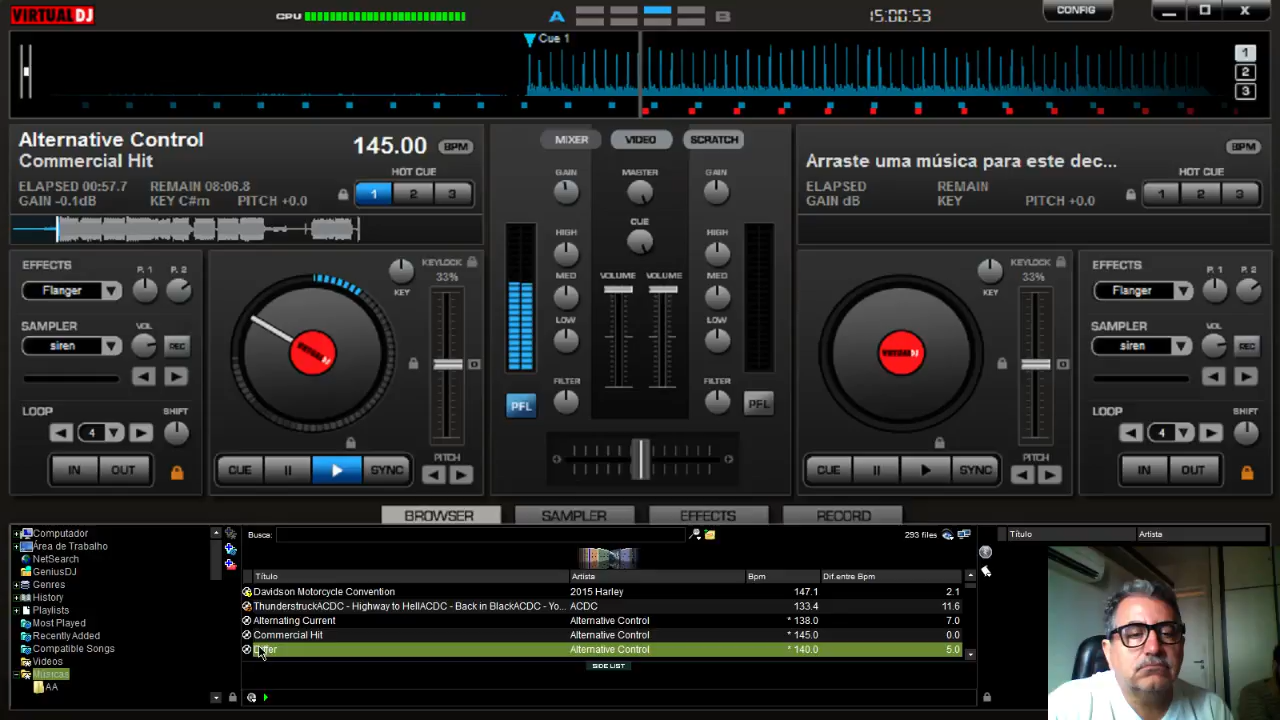 VIRTUAL DJ
CPU
A
B
15:00:53
CONFIG
Cue 1
1
2
3
Alternative Control
Commercial Hit
145.00 BPM
ELAPSED 00:57.7 REMAIN 08:06.8
GAIN -0.1dB KEY C#m PITCH +0.0
HOT CUE
1 2 3
MIXER VIDEO SCRATCH
GAIN MASTER GAIN
CUE
HIGH HIGH
MED VOLUME VOLUME MED
LOW LOW
FILTER FILTER
PFL PFL
Arraste uma música para este dec...
BPM
ELAPSED REMAIN
GAIN dB KEY PITCH +0.0
HOT CUE
1 2 3
EFFECTS P. 1 P. 2
Flanger
SAMPLER VOL
siren REC
LOOP SHIFT
4
IN OUT
KEYLOCK
33%
KEY
VIRTUAL DJ
PITCH
CUE SYNC
KEYLOCK
33%
KEY
VIRTUAL DJ
PITCH
CUE SYNC
EFFECTS P. 1 P. 2
Flanger
SAMPLER VOL
siren REC
LOOP SHIFT
4
IN OUT
BROWSER SAMPLER EFFECTS RECORD
Computador
Área de Trabalho
NetSearch
GeniusDJ
Genres
History
Playlists
Most Played
Recently Added
Compatible Songs
Videos
Músicas
AA
Busca: 293 files
Título Artista Bpm Dif.entre Bpm
Davidson Motorcycle Convention 2015 Harley 147.1 2.1
ThunderstruckACDC - Highway to HellACDC - Back in BlackACDC - Yo... ACDC 133.4 11.6
Alternating Current Alternative Control * 138.0 7.0
Commercial Hit Alternative Control * 145.0 0.0
Alternative Control * 140.0 5.0
SIDE LIST
Título Artista